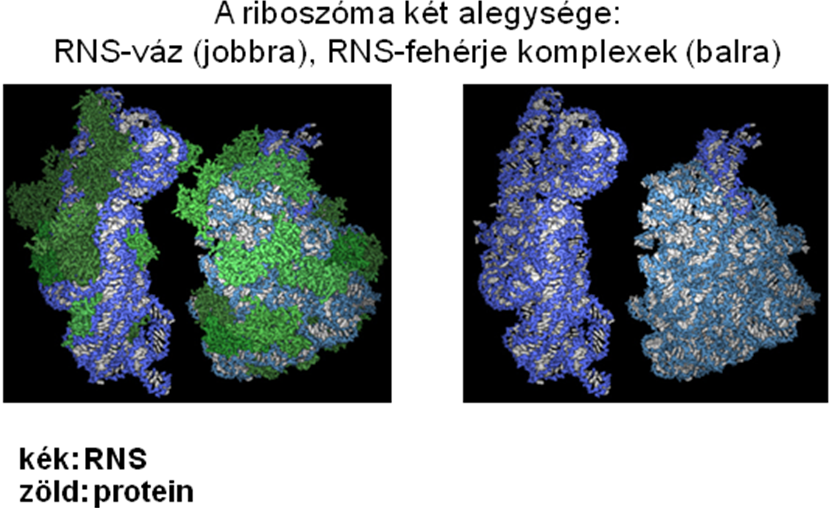 A riboszóma két alegysége:
RNS-váz (jobbra), RNS-fehérje komplexek (balra)
kék: RNS
zöld: protein